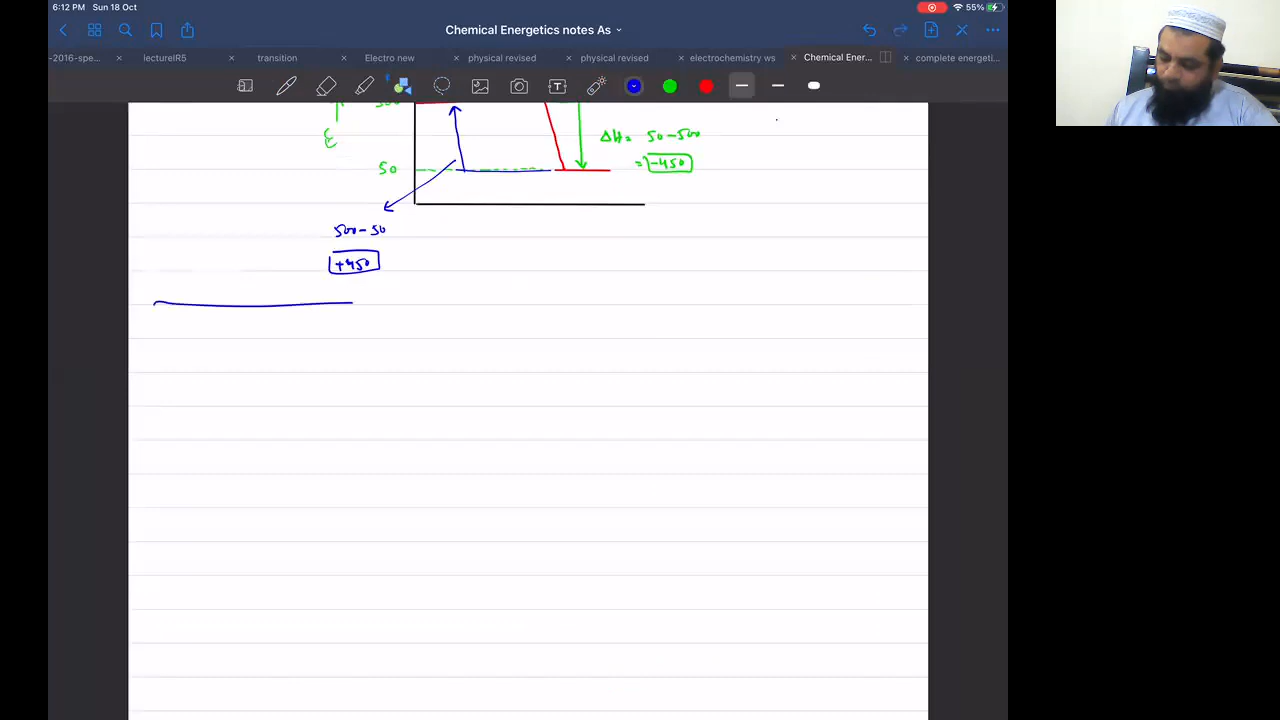 6:12 PM Sun 18 Oct
55%
Chemical Energetics notes As
-2016-spe...
lectureIR5
transition
Electro new
physical revised
physical revised
electrochemistry ws
Chemical Ener...
complete energeti...
E
ΔH = 50-500
= -450
50
500-50
+450